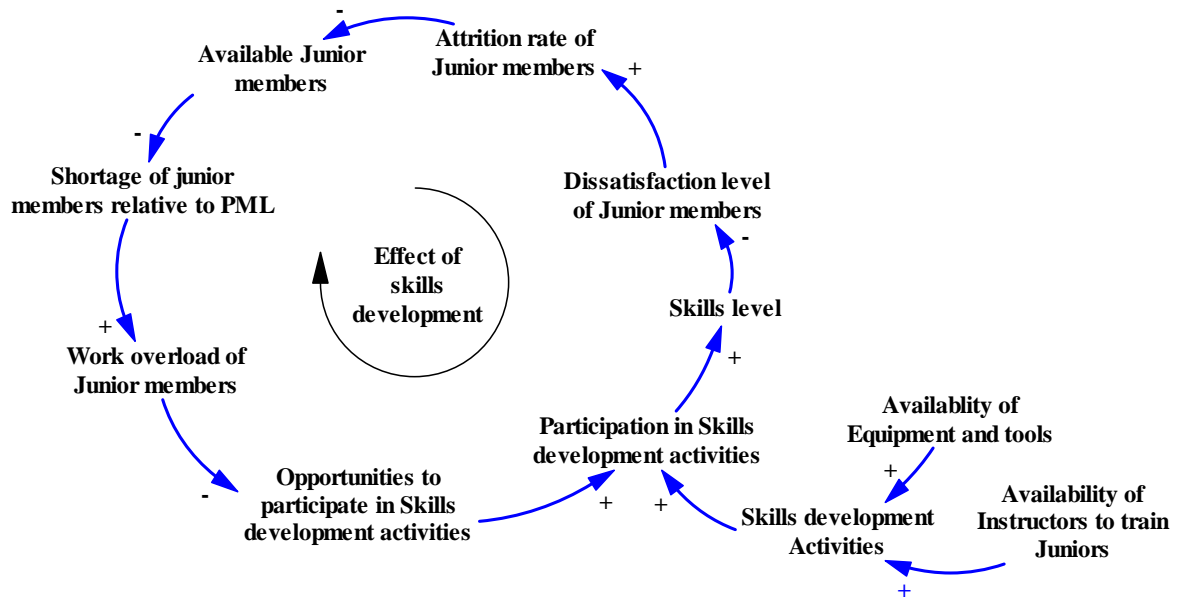 -
Attrition rate of
Junior members
+
Available Junior
members
-
Shortage of junior
members relative to PML
Dissatisfaction level
of Junior members
-
Effect of
skills
development
Skills level
+
+
Work overload of
Junior members
Availablity of
Equipment and tools
+
Participation in Skills
development activities
+
+
-
Opportunities to
participate in Skills
development activities
Skills development
Activities
Availability of
Instructors to train
Juniors
+